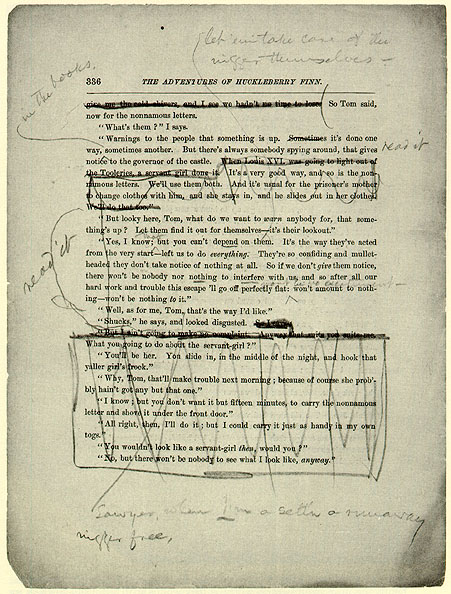 let 'em take care of the
nigger themselves —
in the books,
336 THE ADVENTURES OF HUCKLEBERRY FINN.
give me the cold shivers, and I see we hadn't no time to lose. So Tom said,
now for the nonnamous letters.
"What's them?" I says.
"Warnings to the people that something is up. Sometimes it's done one
way, sometimes another. But there's always somebody spying around, that gives
notice to the governor of the castle. When Louis XVI. was going to light out of
the Tooleries, a servant girl done it. It's a very good way, and so is the non-
namous letters. We'll use them both. And it's usual for the prisoner's mother
to change clothes with him, and she stays in, and he slides out in her clothes.
We'll do that too."
read it
"But looky here, Tom, what do we want to warn anybody for, that some-
thing's up? Let them find it out for themselves—it's their lookout."
"Yes, I know; but you can't depend on them. It's the way they've acted
from the very start—left us to do everything. They're so confiding and mullet-
headed they don't take notice of nothing at all. So if we don't give them notice,
there won't be nobody nor nothing to interfere with us, and so after all our
hard work and trouble this escape 'll go off perfectly flat: won't amount to noth-
ing—won't be nothing to it."
read it
"Well, as for me, Tom, that's the way I'd like."
"Shucks," he says, and looked disgusted.
"But I ain't going to make no complaint. Any way that suits you suits me.
What you going to do about the servant-girl?"
"You'll be her. You slide in, in the middle of the night, and hook that
yaller girl's frock."
"Why, Tom, that'll make trouble next morning; because of course she prob'-
bly hain't got any but that one."
"I know; but you don't want it but fifteen minutes, to carry the nonnamous
letter and shove it under the front door."
"All right, then, I'll do it; but I could carry it just as handy in my own
togs."
"You wouldn't look like a servant-girl then, would you?"
"No, but there won't be nobody to see what I look like, anyway."
Sawyer, when I'm a sett'n a runaway
nigger free,